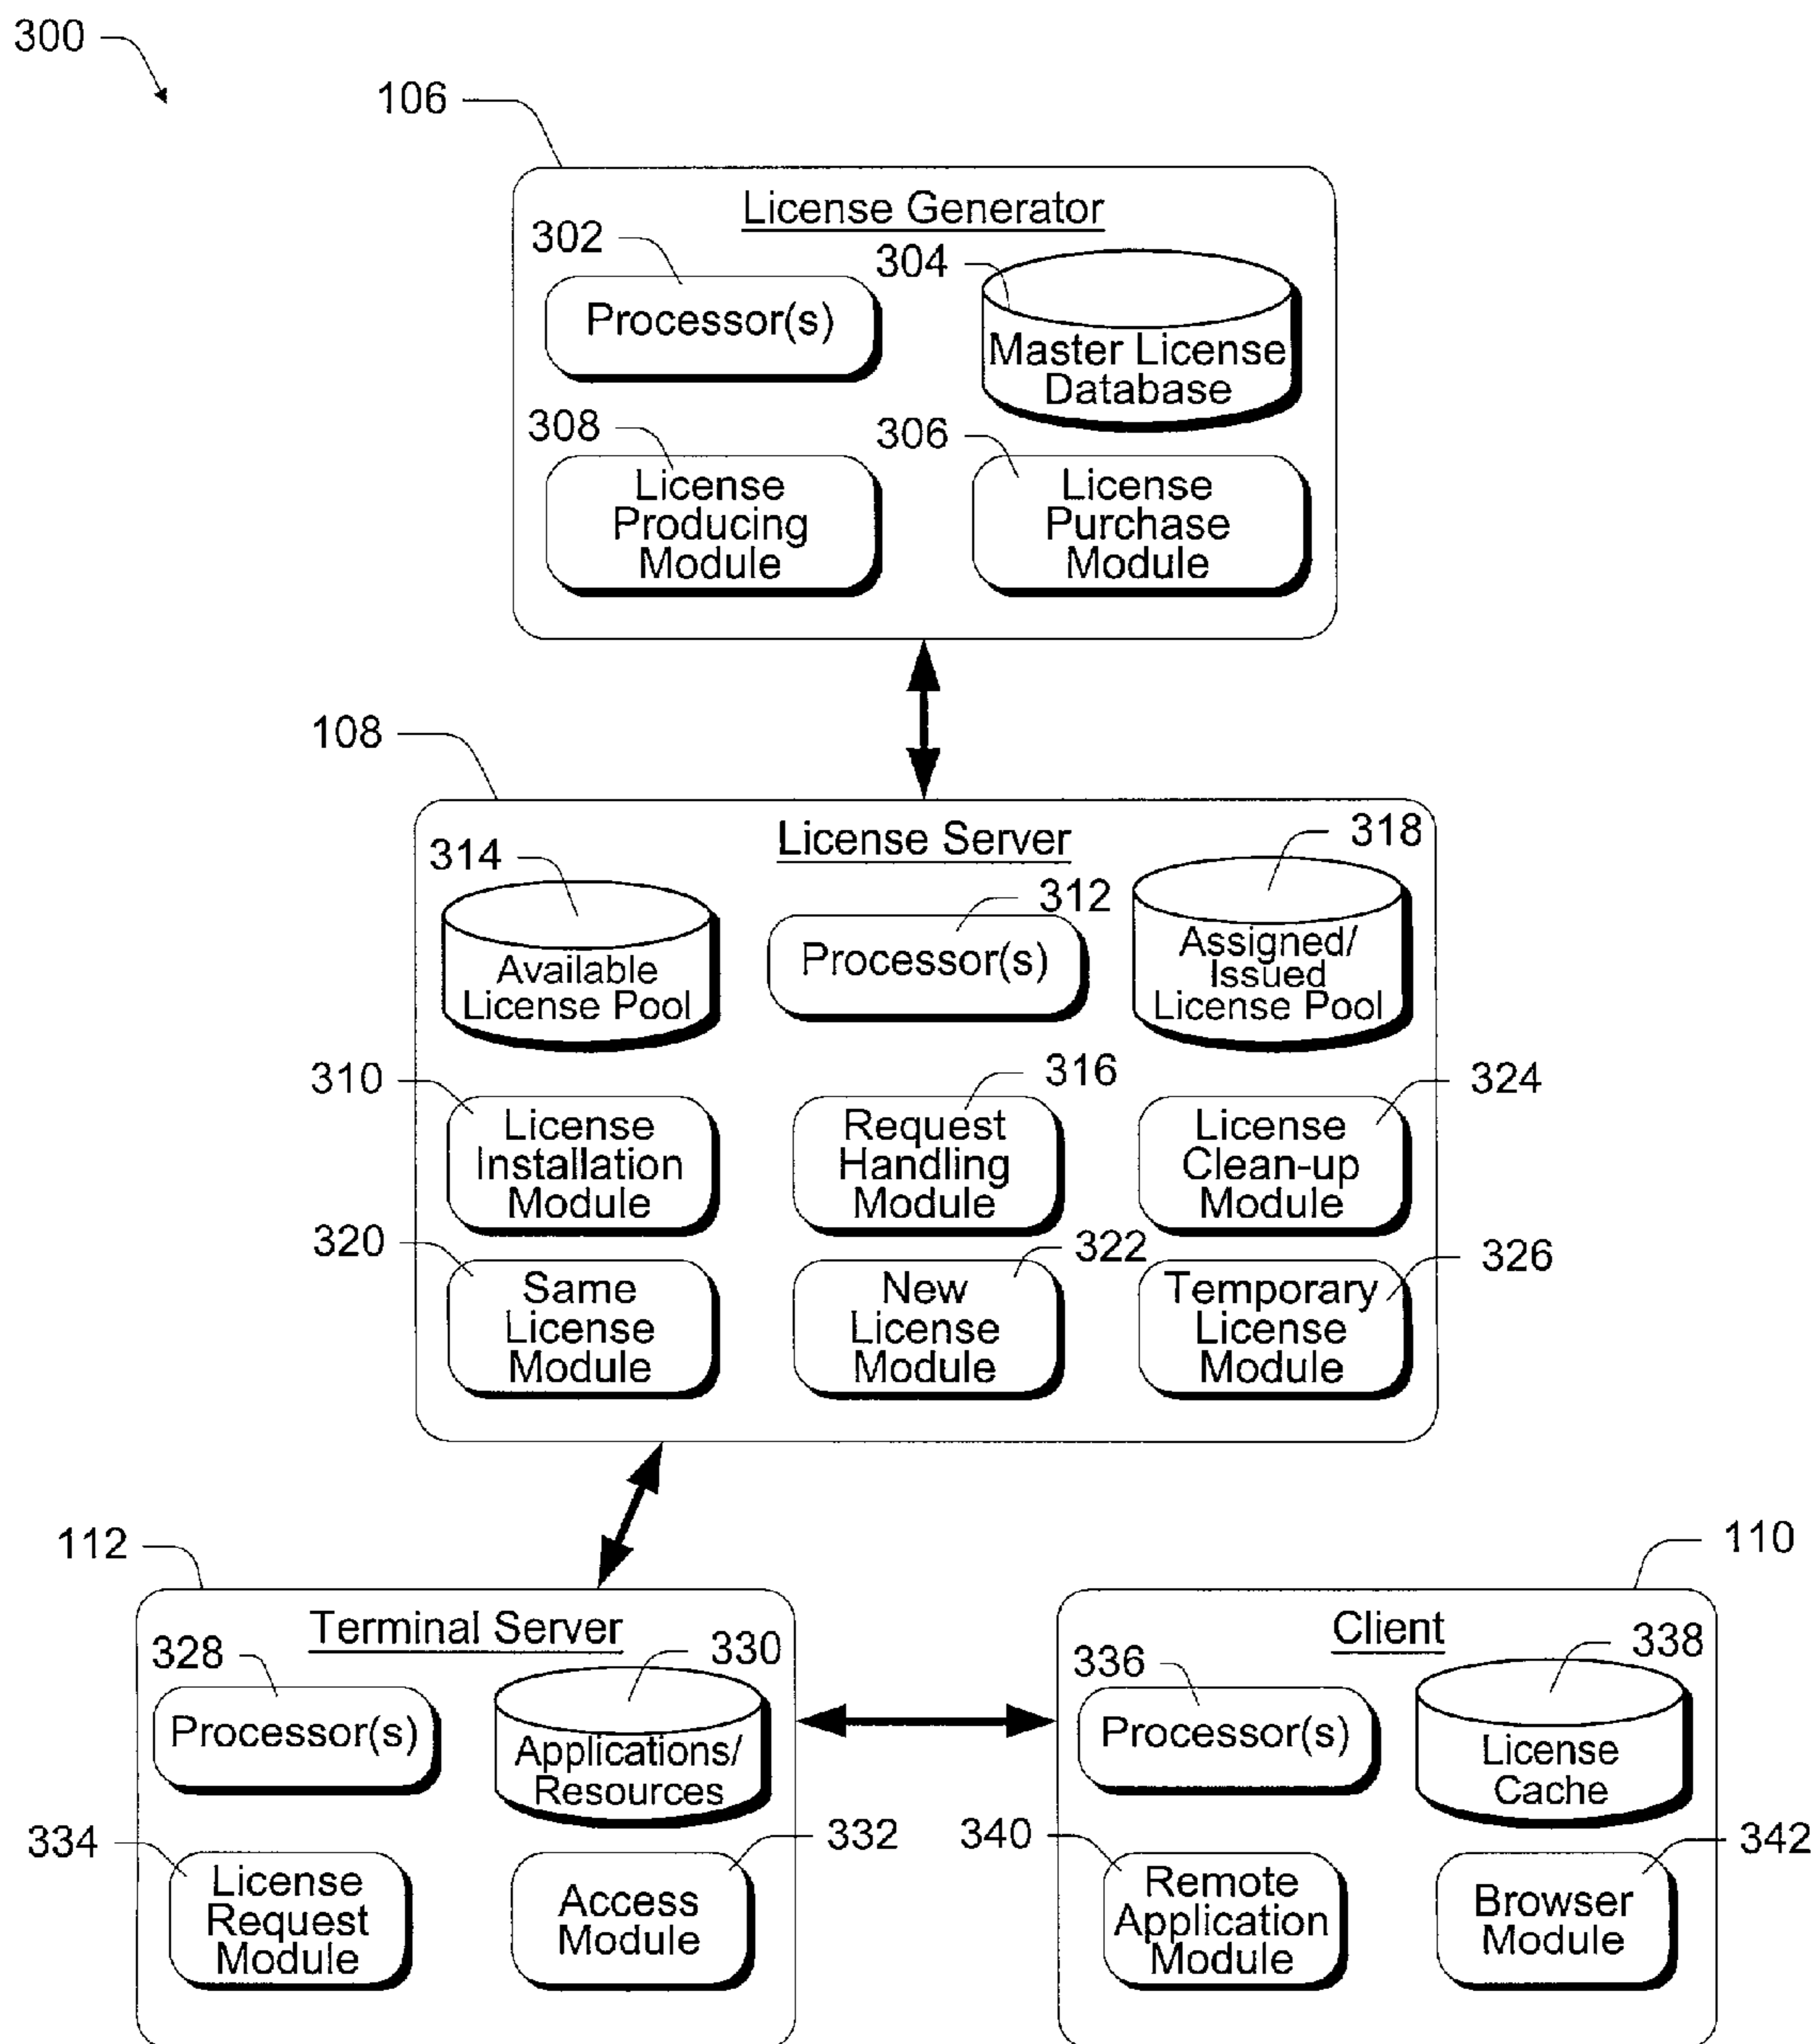 300
106
License Generator
302
304
Processor(s)
Master License
Database
308
306
License
Producing
Module
License
Purchase
Module
108
License Server
314
318
312
Available
License Pool
Processor(s)
Assigned/
Issued
License Pool
310
316
324
License
Installation
Module
Request
Handling
Module
License
Clean-up
Module
320
322
326
Same
License
Module
New
License
Module
Temporary
License
Module
112
110
Terminal Server
328
330
Processor(s)
Applications/
Resources
334
332
License
Request
Module
Access
Module
Client
336
338
Processor(s)
License
Cache
340
342
Remote
Application
Module
Browser
Module